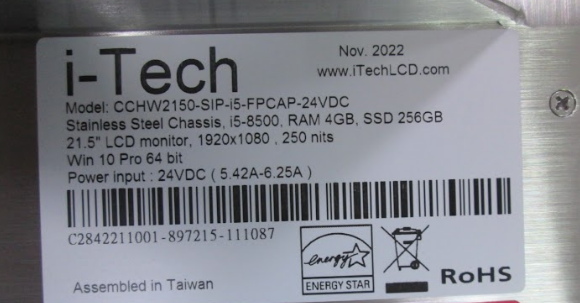 i-Tech
Nov. 2022
www.iTechLCD.com
Model: CCHW2150-SIP-i5-FPCAP-24VDC
Stainless Steel Chassis, i5-8500, RAM 4GB, SSD 256GB
21.5" LCD monitor, 1920x1080 , 250 nits
Win 10 Pro 64 bit
Power input : 24VDC ( 5.42A-6.25A )
C2842211001-897215-111087
Assembled in Taiwan
energy
ENERGY STAR
RoHS